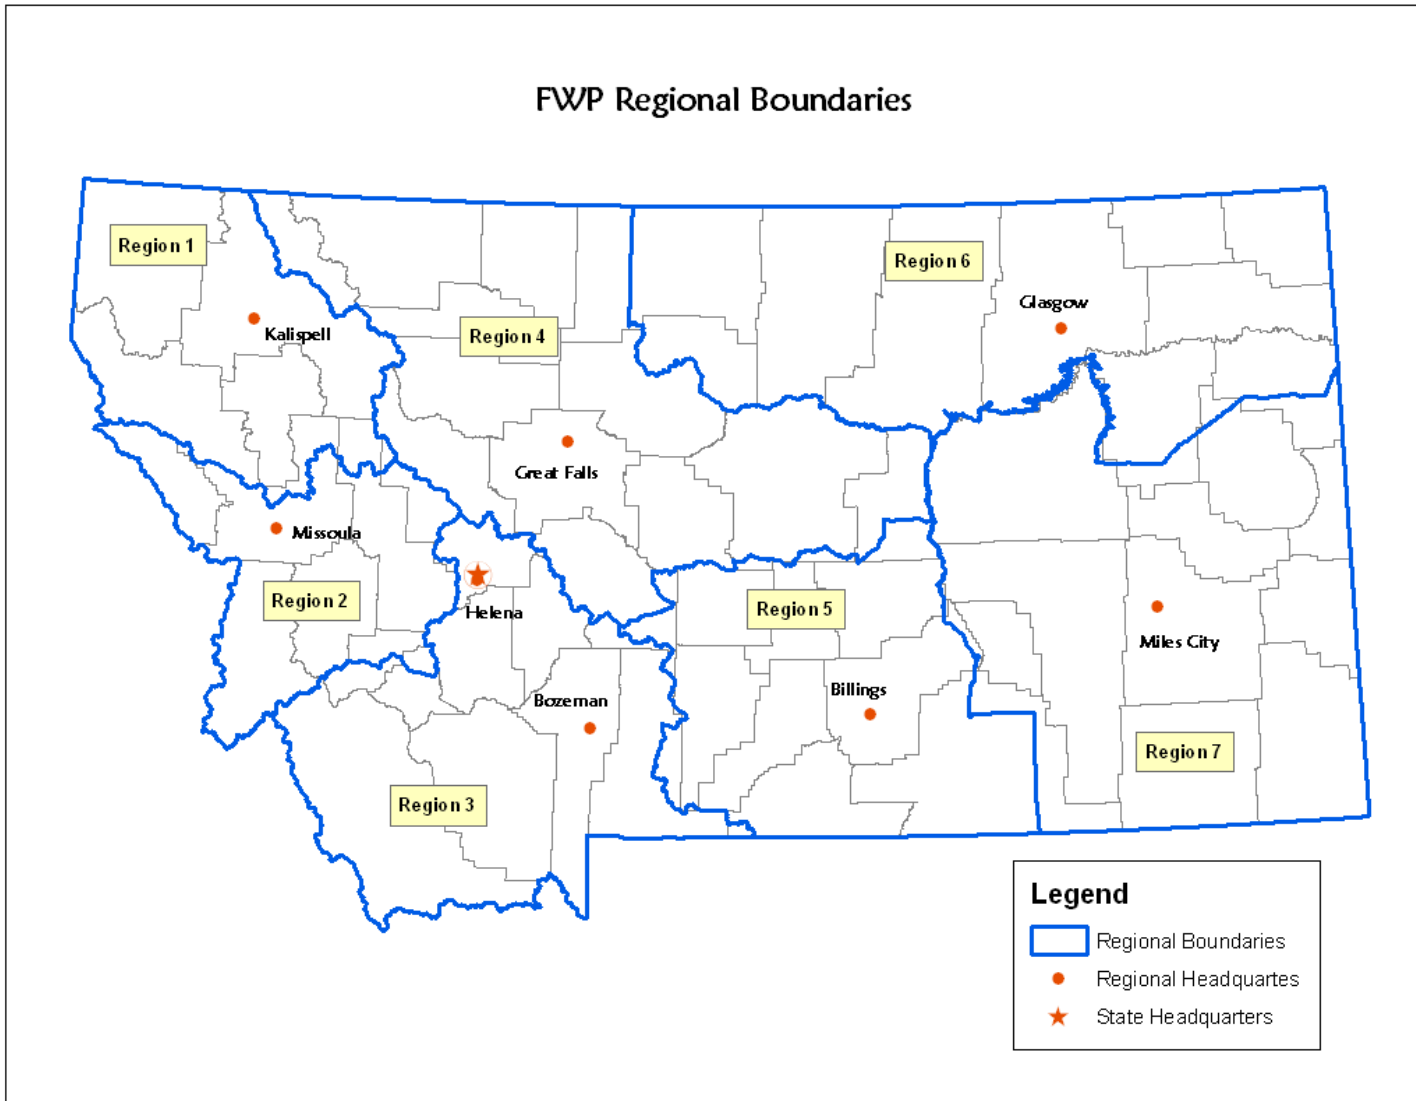 FWP Regional Boundaries
Region 1
Region 6
Glasgow
Kalispell
Region 4
Great Falls
Missoula
Region 2
Helena
Region 5
Miles City
Billings
Bozeman
Region 7
Region 3
Legend
Regional Boundaries
Regional Headquartes
State Headquarters